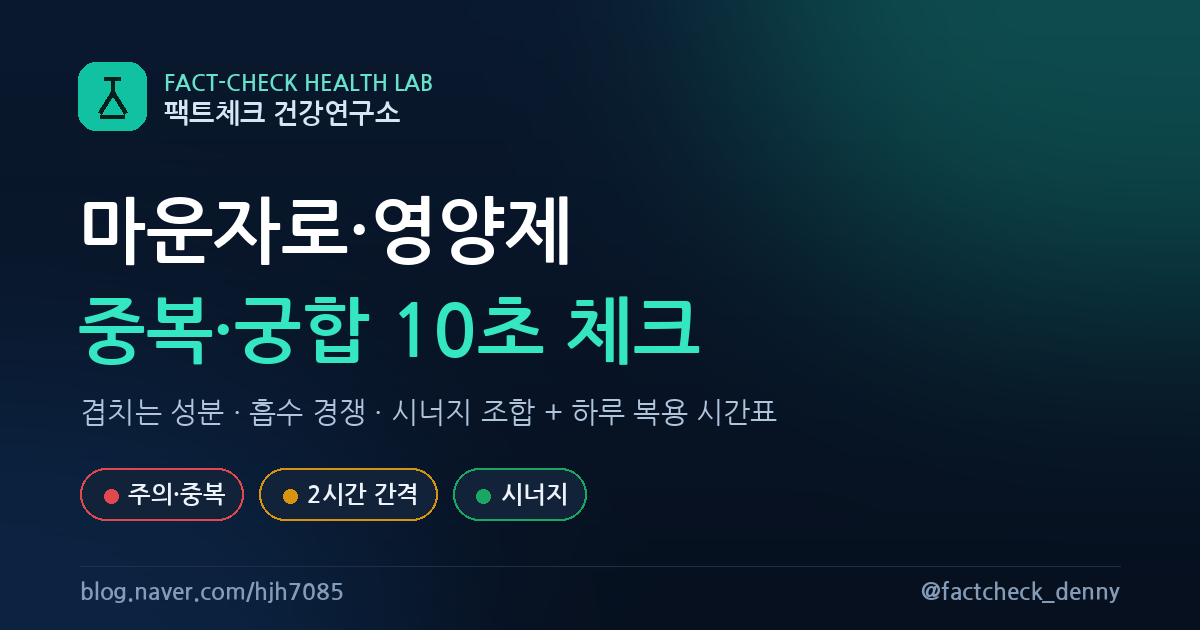 FACT-CHECK HEALTH LAB
팩트체크 건강연구소
마운자로·영양제
중복·궁합 10초 체크
겹치는 성분 · 흡수 경쟁 · 시너지 조합 + 하루 복용 시간표
주의·중복
2시간 간격
시너지
blog.naver.com/hjh7085
@factcheck_denny